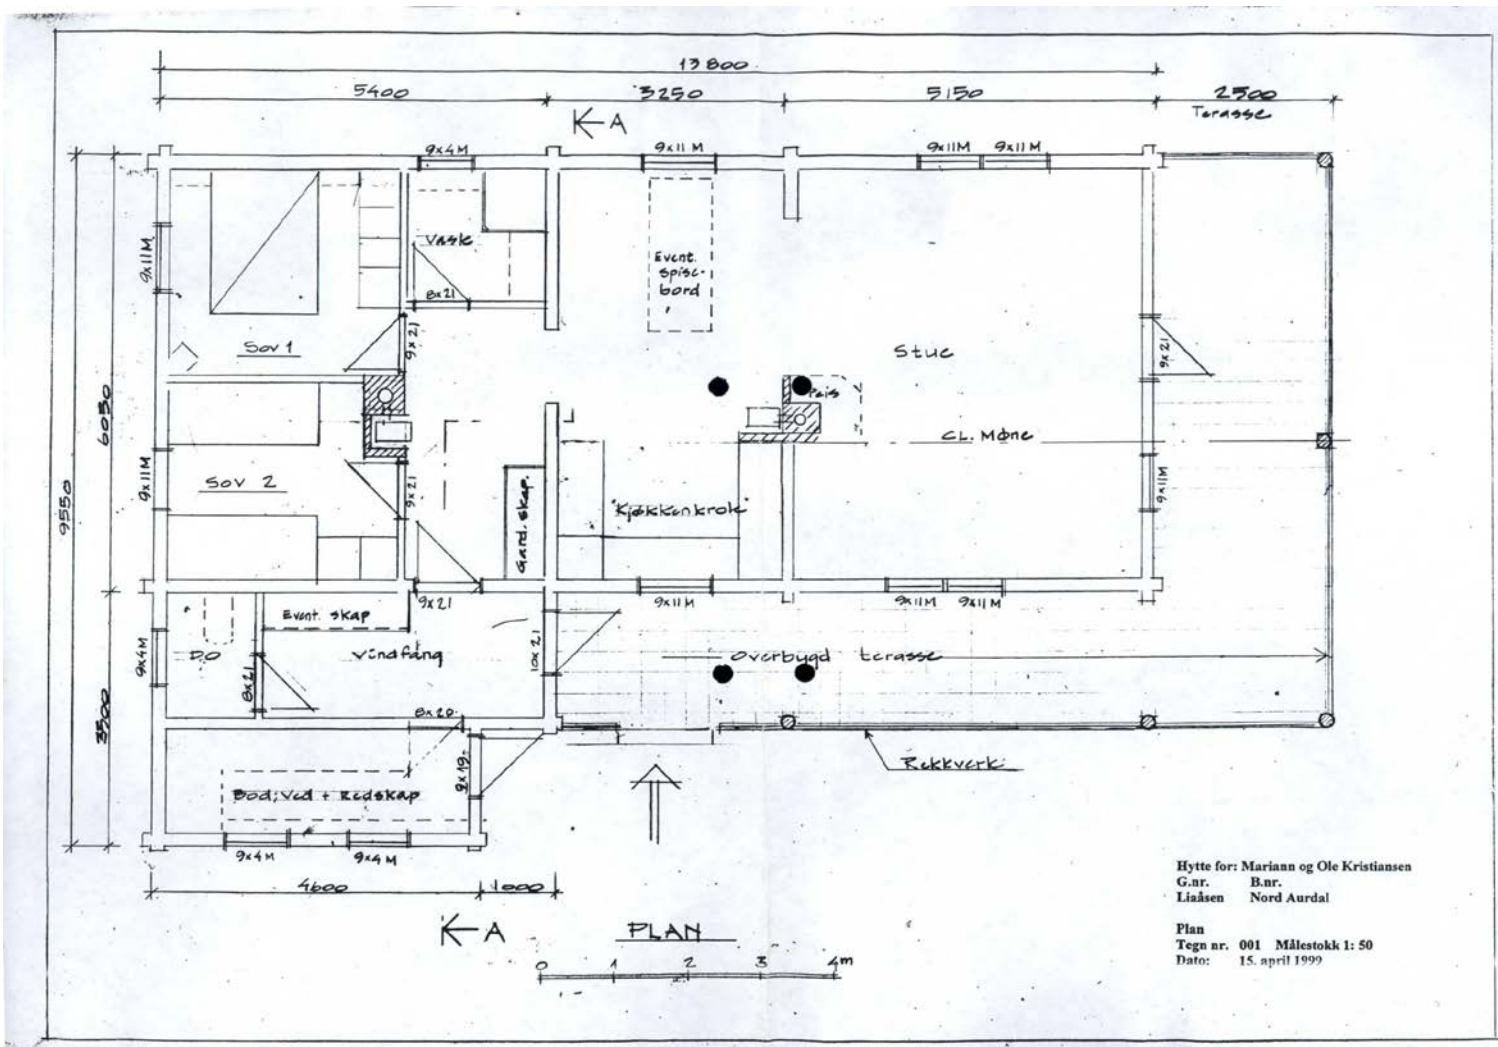 13800
5400
3250
5150
2500
Terasse
A
9x4M
9x11M
9x11M
9x11M
9x11M
Vask
8x21
Event.
spise-
bord
Sov 1
9x21
Stue
9x21
Peis
CL. Møne
6050
9550
9x11M
Sov 2
9x21
Gard. skap.
"Kjøkkenkrok"
9x11M
9x21
9x11M
9x11M
9x11M
Event. skap
9x4M
DO
8x21
Vindfang
10x21
Overbygd terasse
3500
8x20
9x19
Rekkverk
Bod; Ved + Redskap
9x4M
9x4M
4600
1000
A
PLAN
0 1 2 3 4m
Hytte for: Mariann og Ole Kristiansen
G.nr. B.nr.
Liaåsen Nord Aurdal
Plan
Tegn nr. 001 Målestokk 1: 50
Dato: 15. april 1999